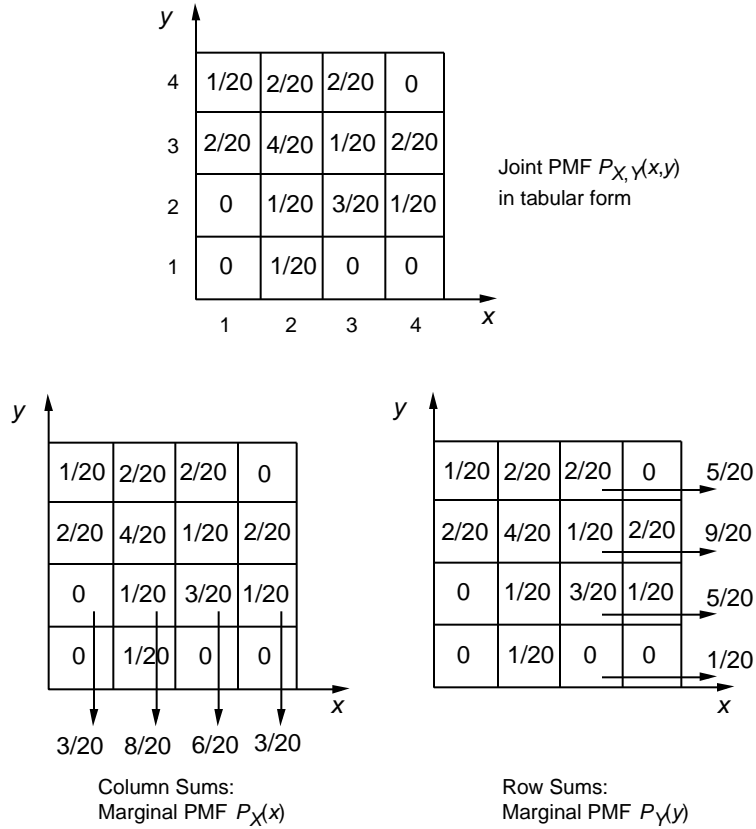 y
4 1/20 2/20 2/20 0
3 2/20 4/20 1/20 2/20
2 0 1/20 3/20 1/20
1 0 1/20 0 0
x
1 2 3 4
Joint PMF P_{X,Y}(x,y)
in tabular form
y
1/20 2/20 2/20 0
2/20 4/20 1/20 2/20
0 1/20 3/20 1/20
0 1/20 0 0
x
3/20 8/20 6/20 3/20
Column Sums:
Marginal PMF P_X(x)
y
1/20 2/20 2/20 0 5/20
2/20 4/20 1/20 2/20 9/20
0 1/20 3/20 1/20 5/20
0 1/20 0 0 1/20
x
Row Sums:
Marginal PMF P_Y(y)